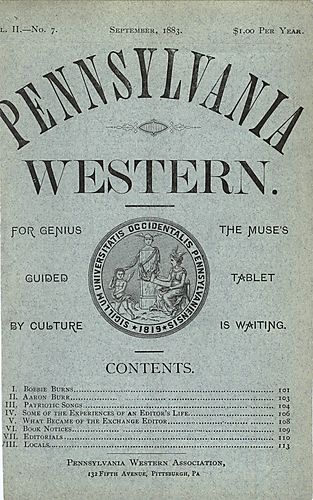 L. II.—No. 7. September, 1883. $1.00 Per Year.
PENNSYLVANIA
WESTERN.
FOR GENIUS THE MUSE'S
GUIDED TABLET
BY CULTURE IS WAITING.
SIGILLUM UNIVERSITATIS OCCIDENTALIS PENNSYLVANIENSIS
1819
CONTENTS.
I. Bobbie Burns 101
II. Aaron Burr 103
III. Patriotic Songs 104
IV. Some of the Experiences of an Editor's Life 106
V. What Became of the Exchange Editor 108
VI. Book Notices 109
VII. Editorials 110
VIII. Locals 113
Pennsylvania Western Association,
132 Fifth Avenue, Pittsburgh, Pa